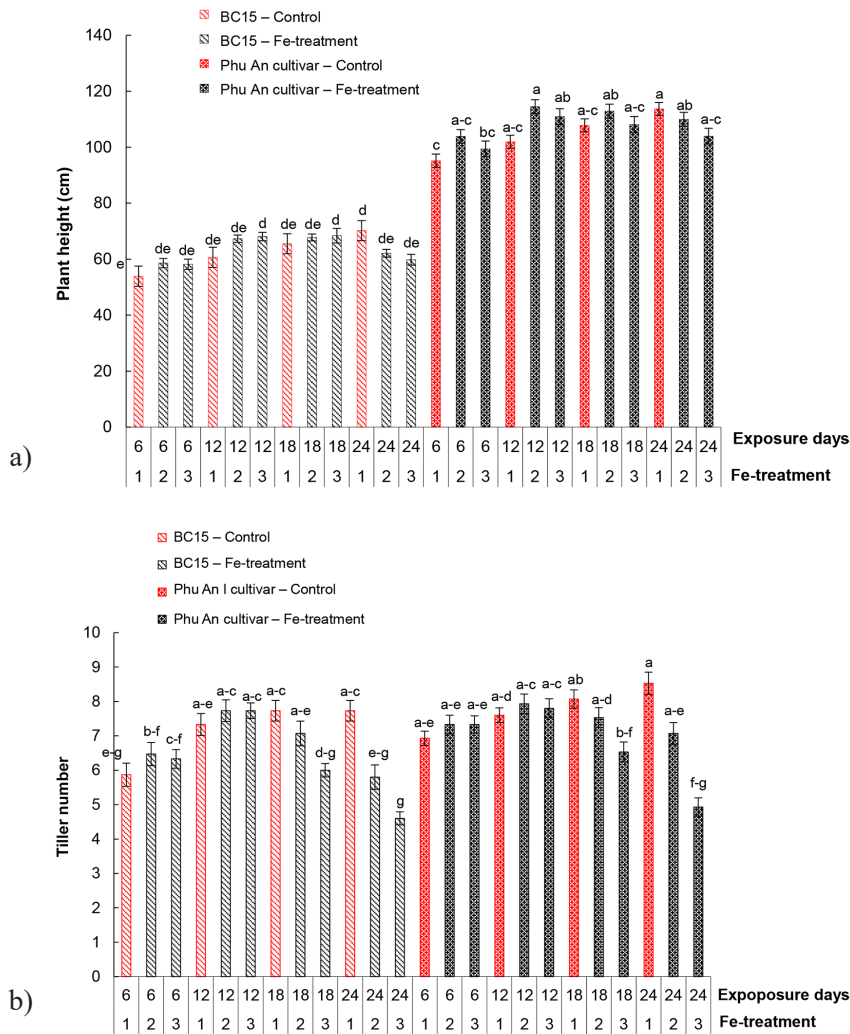 BC15 – Control
BC15 – Fe-treatment
Phu An cultivar – Control
Phu An cultivar – Fe-treatment
140
120
100
80
60
40
20
0
Plant height (cm)
e de de de de d de de d d de de c a-c bc a-c a ab a-c ab a-c a ab a-c
6 6 6 12 12 12 18 18 18 24 24 24 6 6 6 12 12 12 18 18 18 24 24 24 Exposure days
1 2 3 1 2 3 1 2 3 1 2 3 1 2 3 1 2 3 1 2 3 1 2 3 Fe-treatment
a)
BC15 – Control
BC15 – Fe-treatment
Phu An I cultivar – Control
Phu An cultivar – Fe-treatment
10
9
8
7
6
5
4
3
2
1
0
Tiller number
e-g b-f c-f a-e a-c a-c a-c a-e d-g a-c e-g g a-e a-c a-c a-d a-c a-c ab a-d b-f a a-e f-g
6 6 6 12 12 12 18 18 18 24 24 24 6 6 6 12 12 12 18 18 18 24 24 24 Expoposure days
1 2 3 1 2 3 1 2 3 1 2 3 1 2 3 1 2 3 1 2 3 1 2 3 Fe-treatment
b)